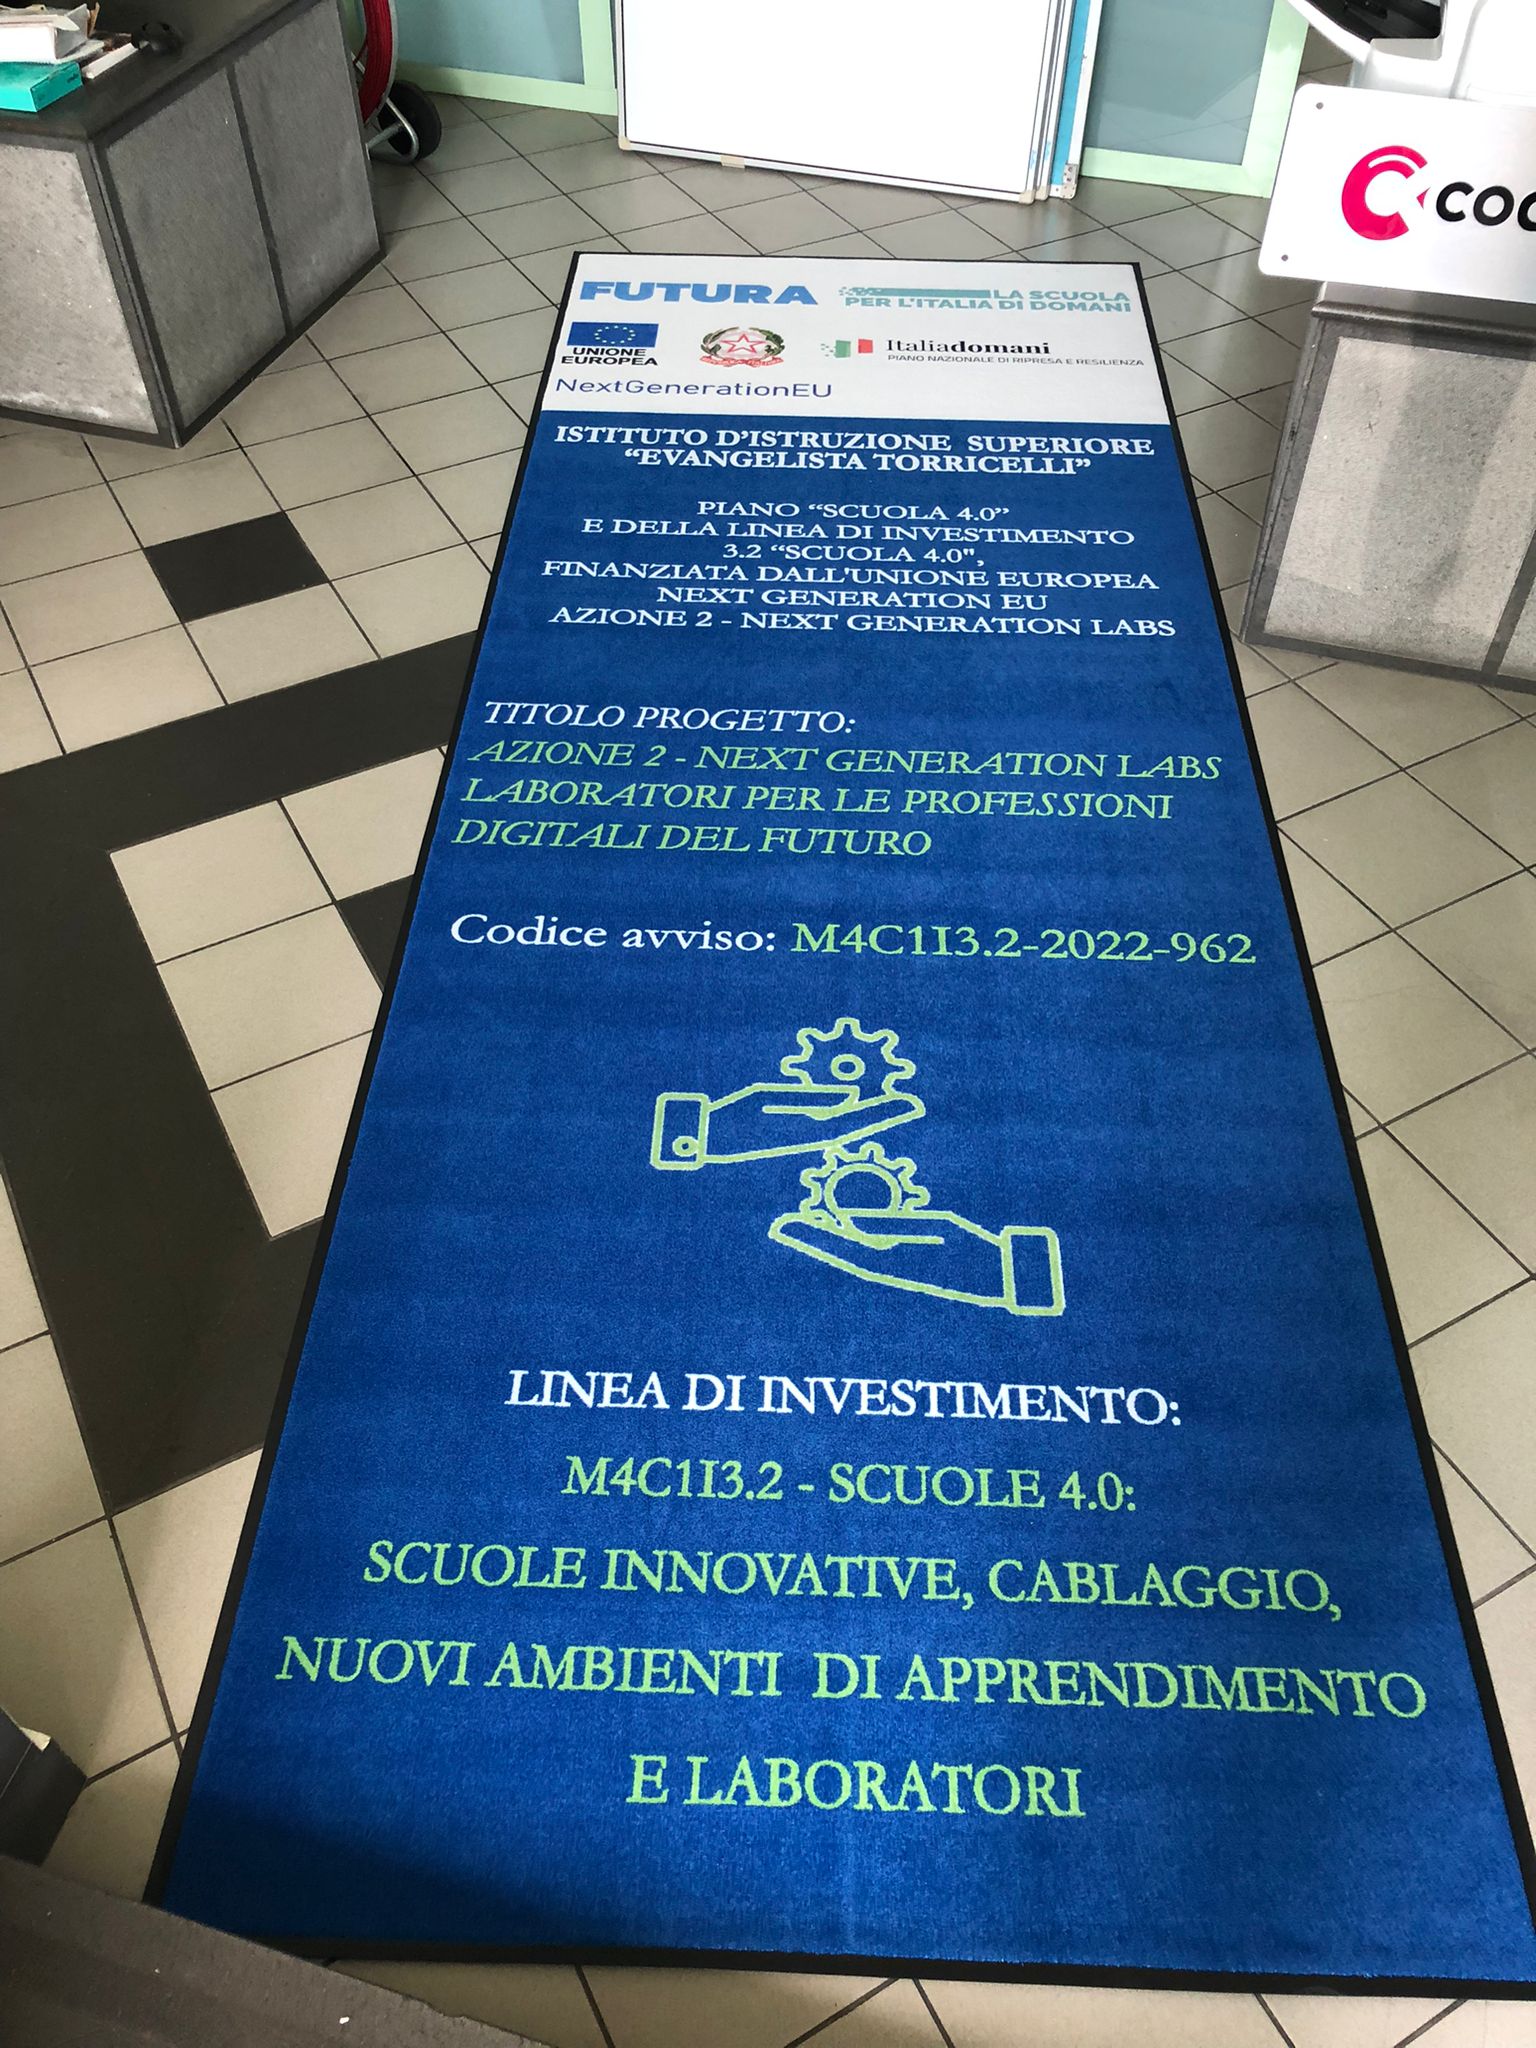 FUTURA
LA SCUOLA
PER L'ITALIA DI DOMANI
UNIONE
EUROPEA
Italiadomani
PIANO NAZIONALE DI RIPRESA E RESILIENZA
NextGenerationEU
ISTITUTO D'ISTRUZIONE SUPERIORE
“EVANGELISTA TORRICELLI”
PIANO “SCUOLA 4.0”
E DELLA LINEA DI INVESTIMENTO
3.2 “SCUOLA 4.0",
FINANZIATA DALL'UNIONE EUROPEA
NEXT GENERATION EU
AZIONE 2 - NEXT GENERATION LABS
TITOLO PROGETTO:
AZIONE 2 - NEXT GENERATION LABS
LABORATORI PER LE PROFESSIONI
DIGITALI DEL FUTURO
Codice avviso: M4C1I3.2-2022-962
LINEA DI INVESTIMENTO:
M4C1I3.2 - SCUOLE 4.0:
SCUOLE INNOVATIVE, CABLAGGIO,
NUOVI AMBIENTI DI APPRENDIMENTO
E LABORATORI